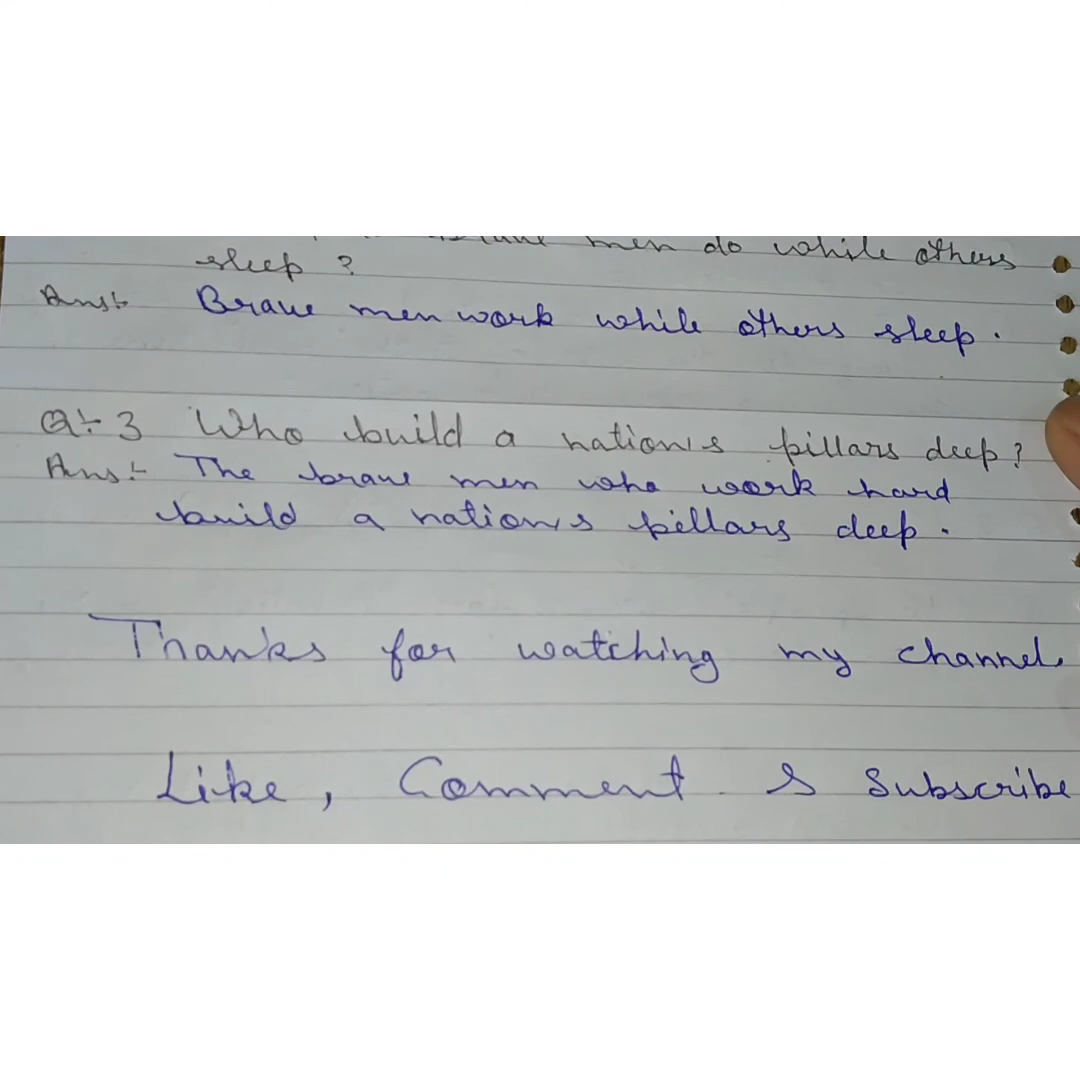 men do while others
sleep ?
Ans:- Brave men work while others sleep.
Q:- 3 Who build a nation's pillars deep?
Ans:- The brave men who work hard
build a nation's pillars deep.
Thanks for watching my channel.
Like, Comment & Subscribe